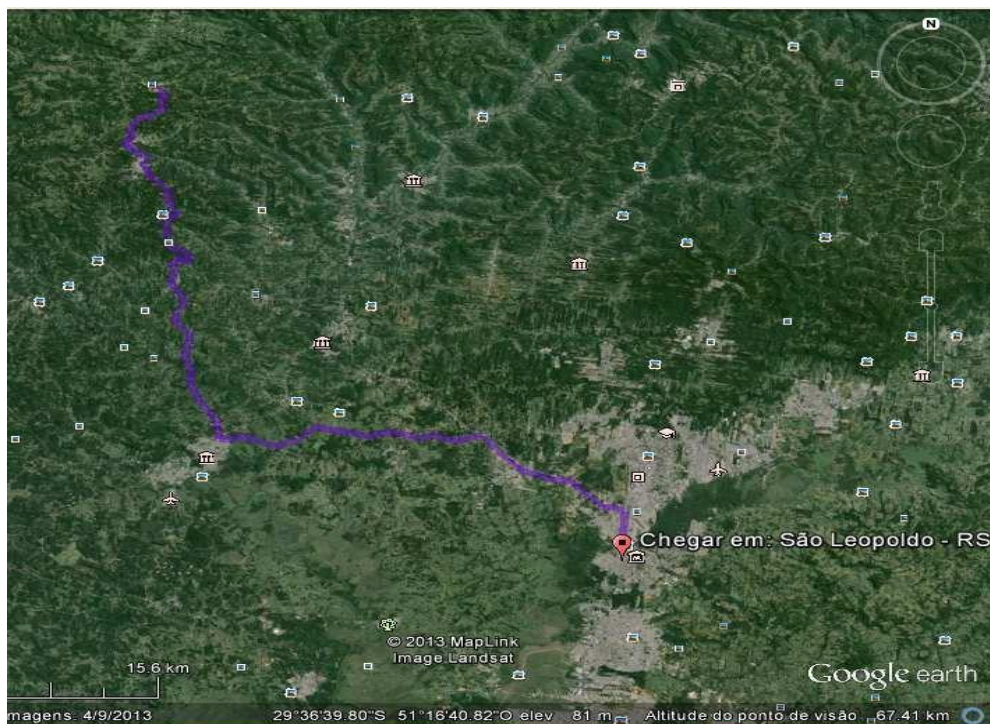 N
Chegar em: São Leopoldo - RS
© 2013 MapLink
Image Landsat
15.6 km
Google earth
magens: 4/9/2013 29°36'39.80"S 51°16'40.82"O elev 81 m Altitude do ponto de visão 67.41 km